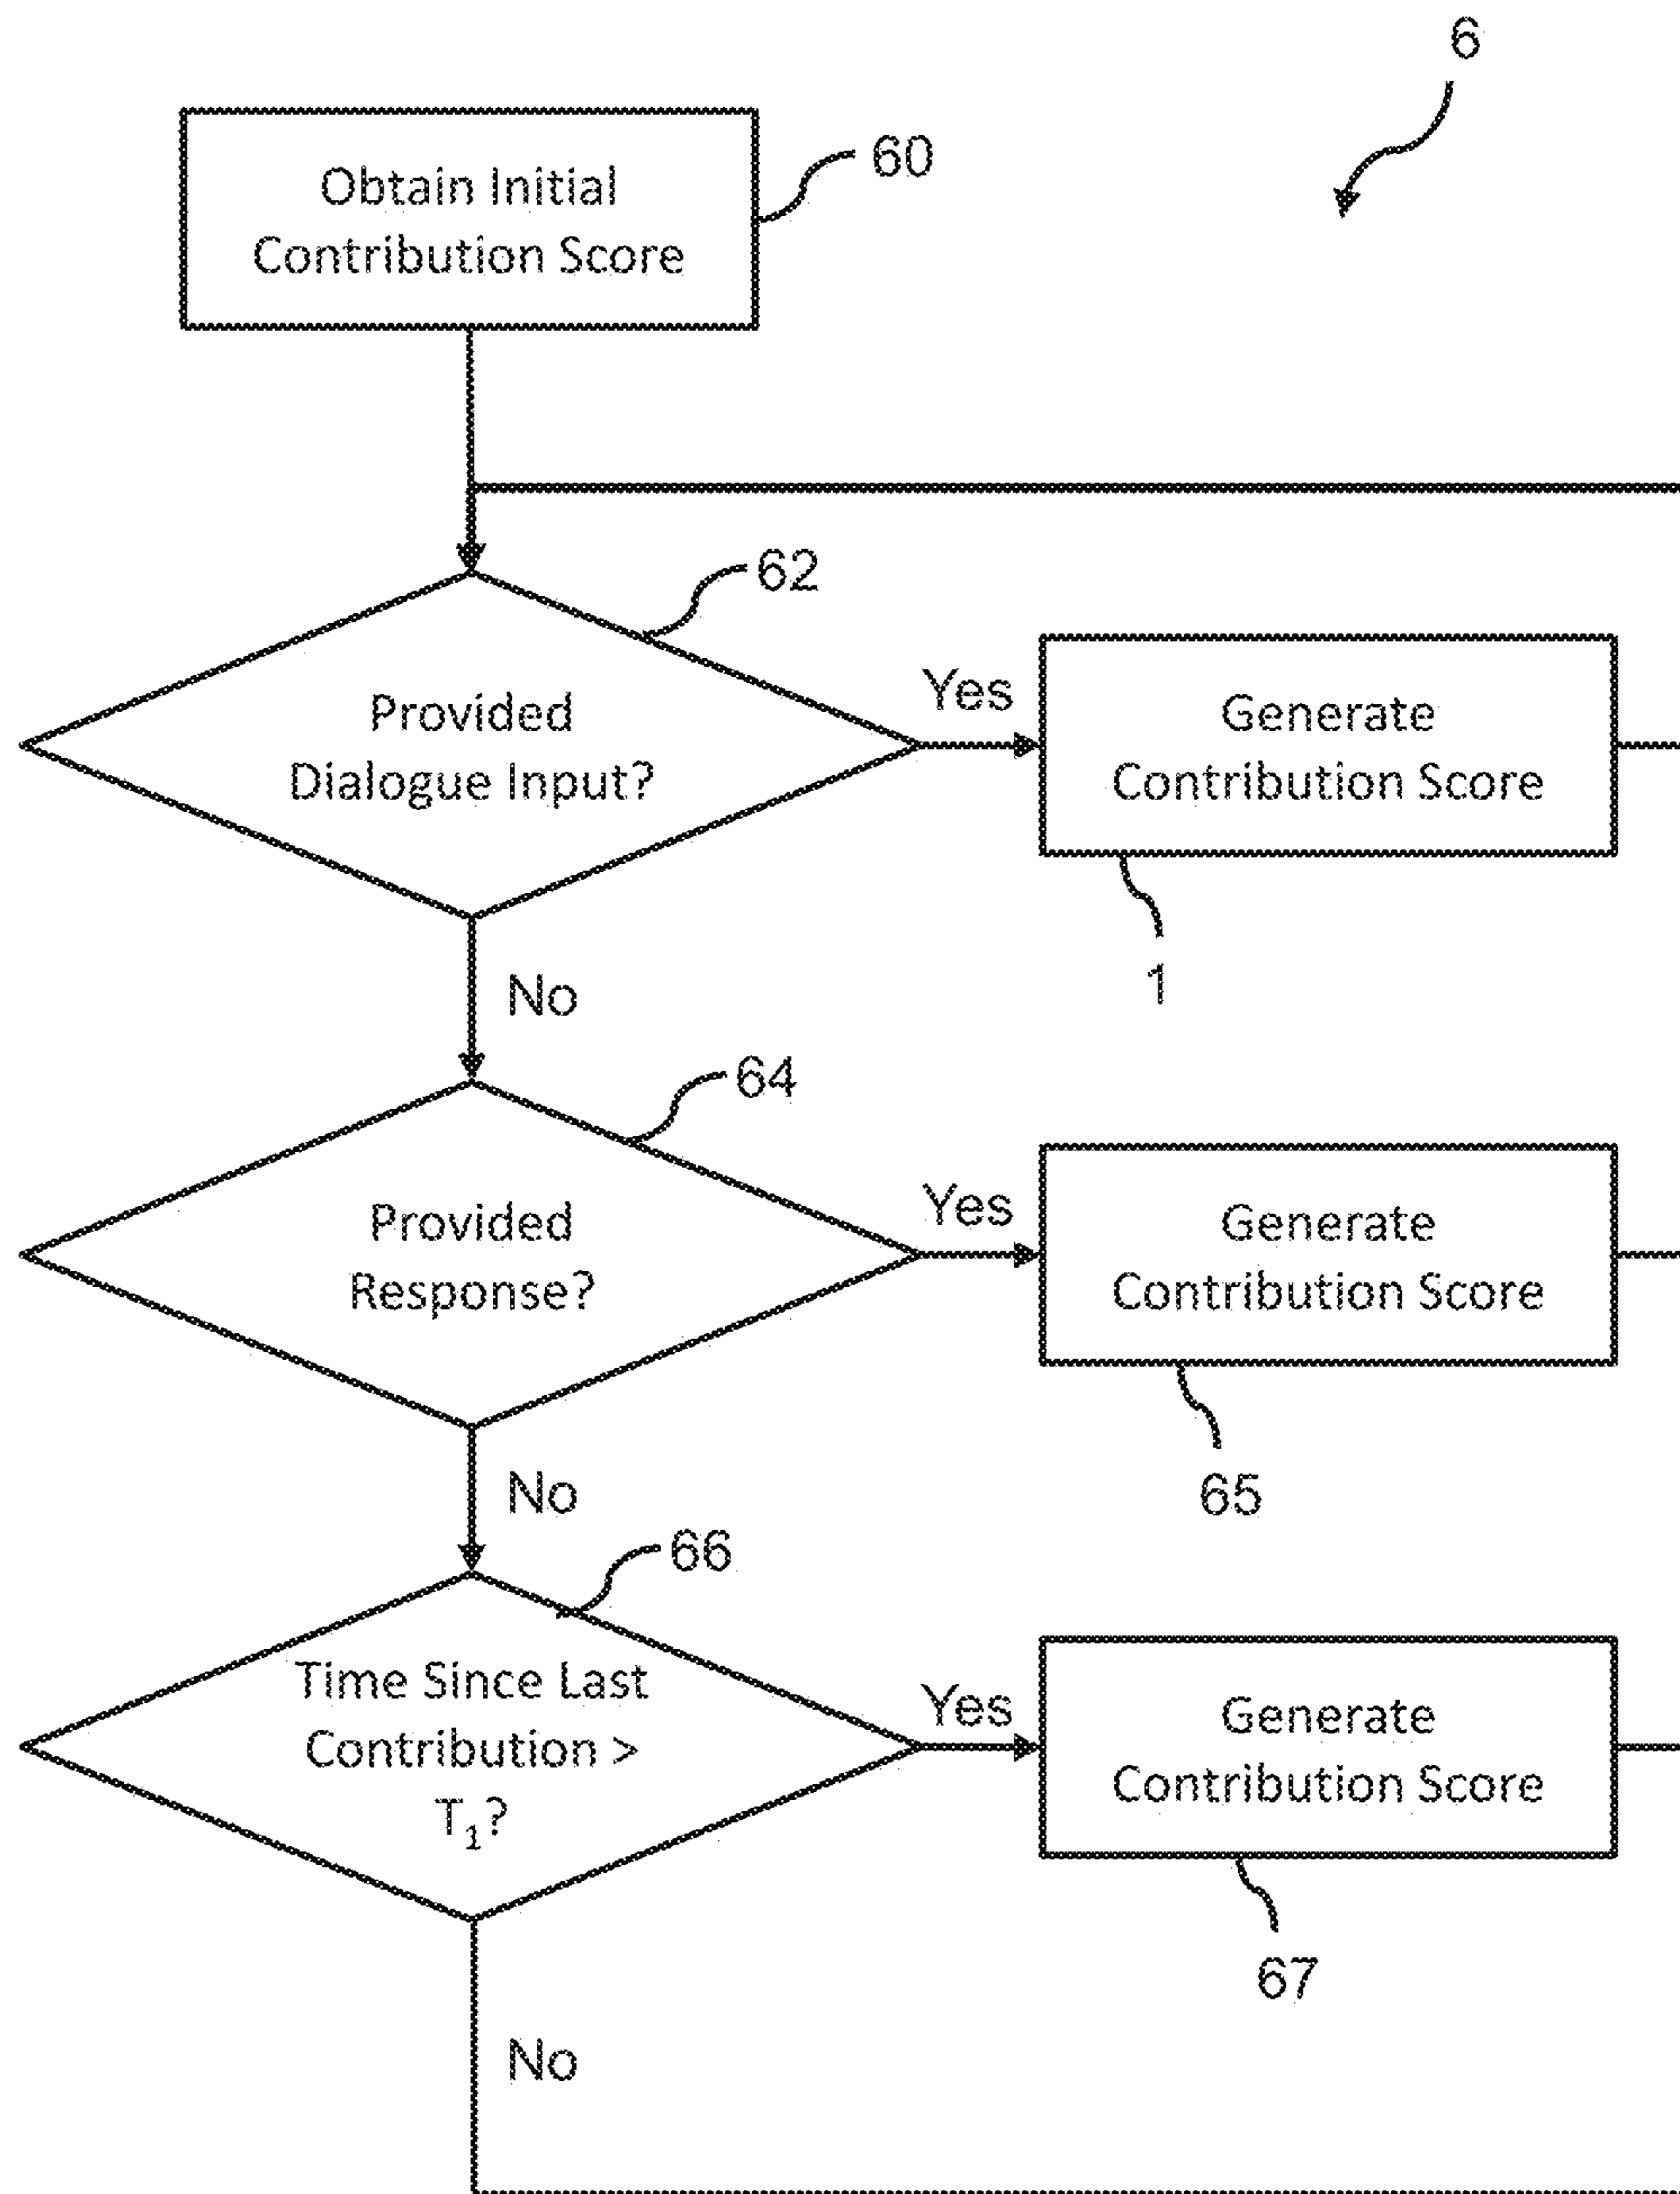 6
Obtain Initial
Contribution Score
60
62
Provided
Dialogue Input?
Yes
Generate
Contribution Score
1
No
64
Provided
Response?
Yes
Generate
Contribution Score
65
No
66
Time Since Last
Contribution >
T₁?
Yes
Generate
Contribution Score
67
No